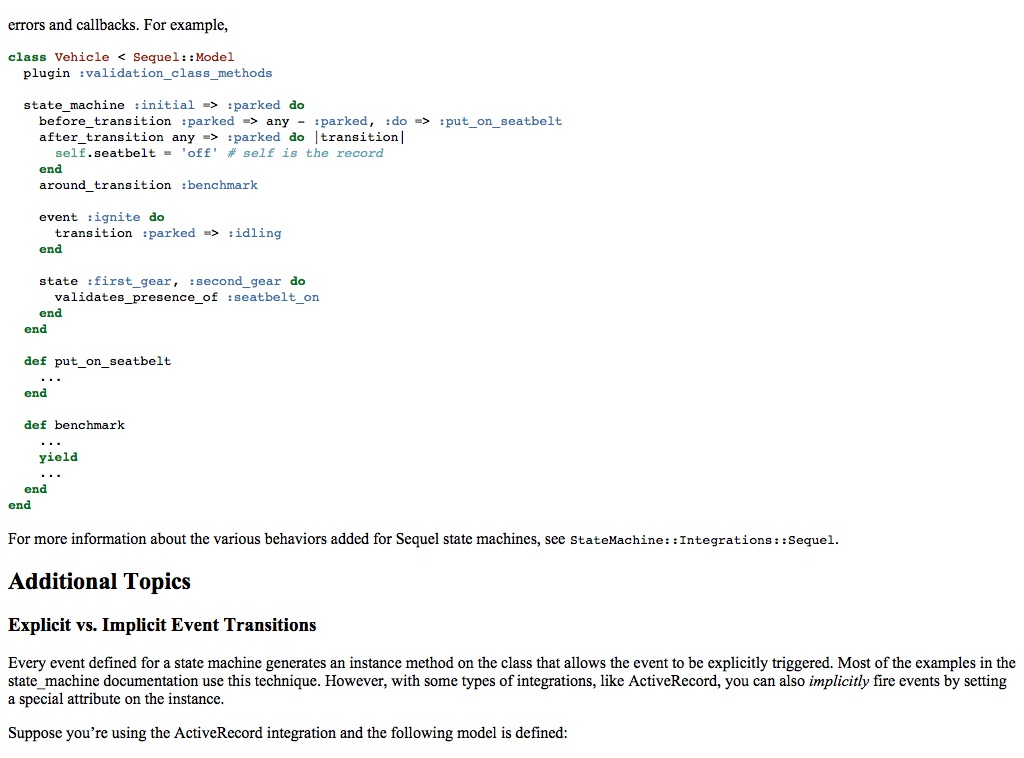 errors and callbacks. For example,
class Vehicle < Sequel::Model
plugin :validation_class_methods
state_machine :initial => :parked do
before_transition :parked => any - :parked, :do => :put_on_seatbelt
after_transition any => :parked do |transition|
self.seatbelt = 'off' # self is the record
end
around_transition :benchmark
event :ignite do
transition :parked => :idling
end
state :first_gear, :second_gear do
validates_presence_of :seatbelt_on
end
end
def put_on_seatbelt
...
end
def benchmark
...
yield
...
end
end
For more information about the various behaviors added for Sequel state machines, see StateMachine::Integrations::Sequel.
Additional Topics
Explicit vs. Implicit Event Transitions
Every event defined for a state machine generates an instance method on the class that allows the event to be explicitly triggered. Most of the examples in the
state_machine documentation use this technique. However, with some types of integrations, like ActiveRecord, you can also implicitly fire events by setting
a special attribute on the instance.
Suppose you’re using the ActiveRecord integration and the following model is defined: